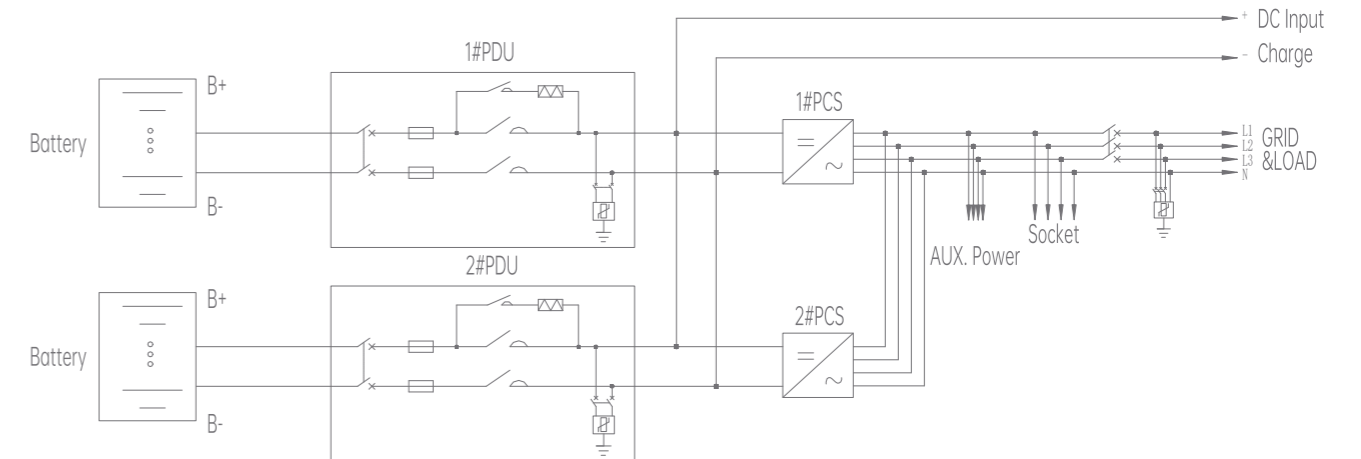 + DC Input
1#PDU
- Charge
B+
1#PCS
Battery
L1
GRID
L2
L3
&LOAD
N
B-
Socket
AUX. Power
2#PDU
B+
2#PCS
Battery
B-